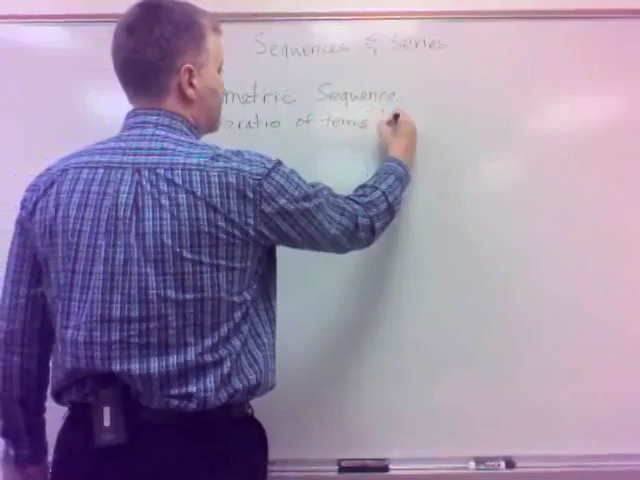 Sequences & Series
metric Sequence
ratio of terms